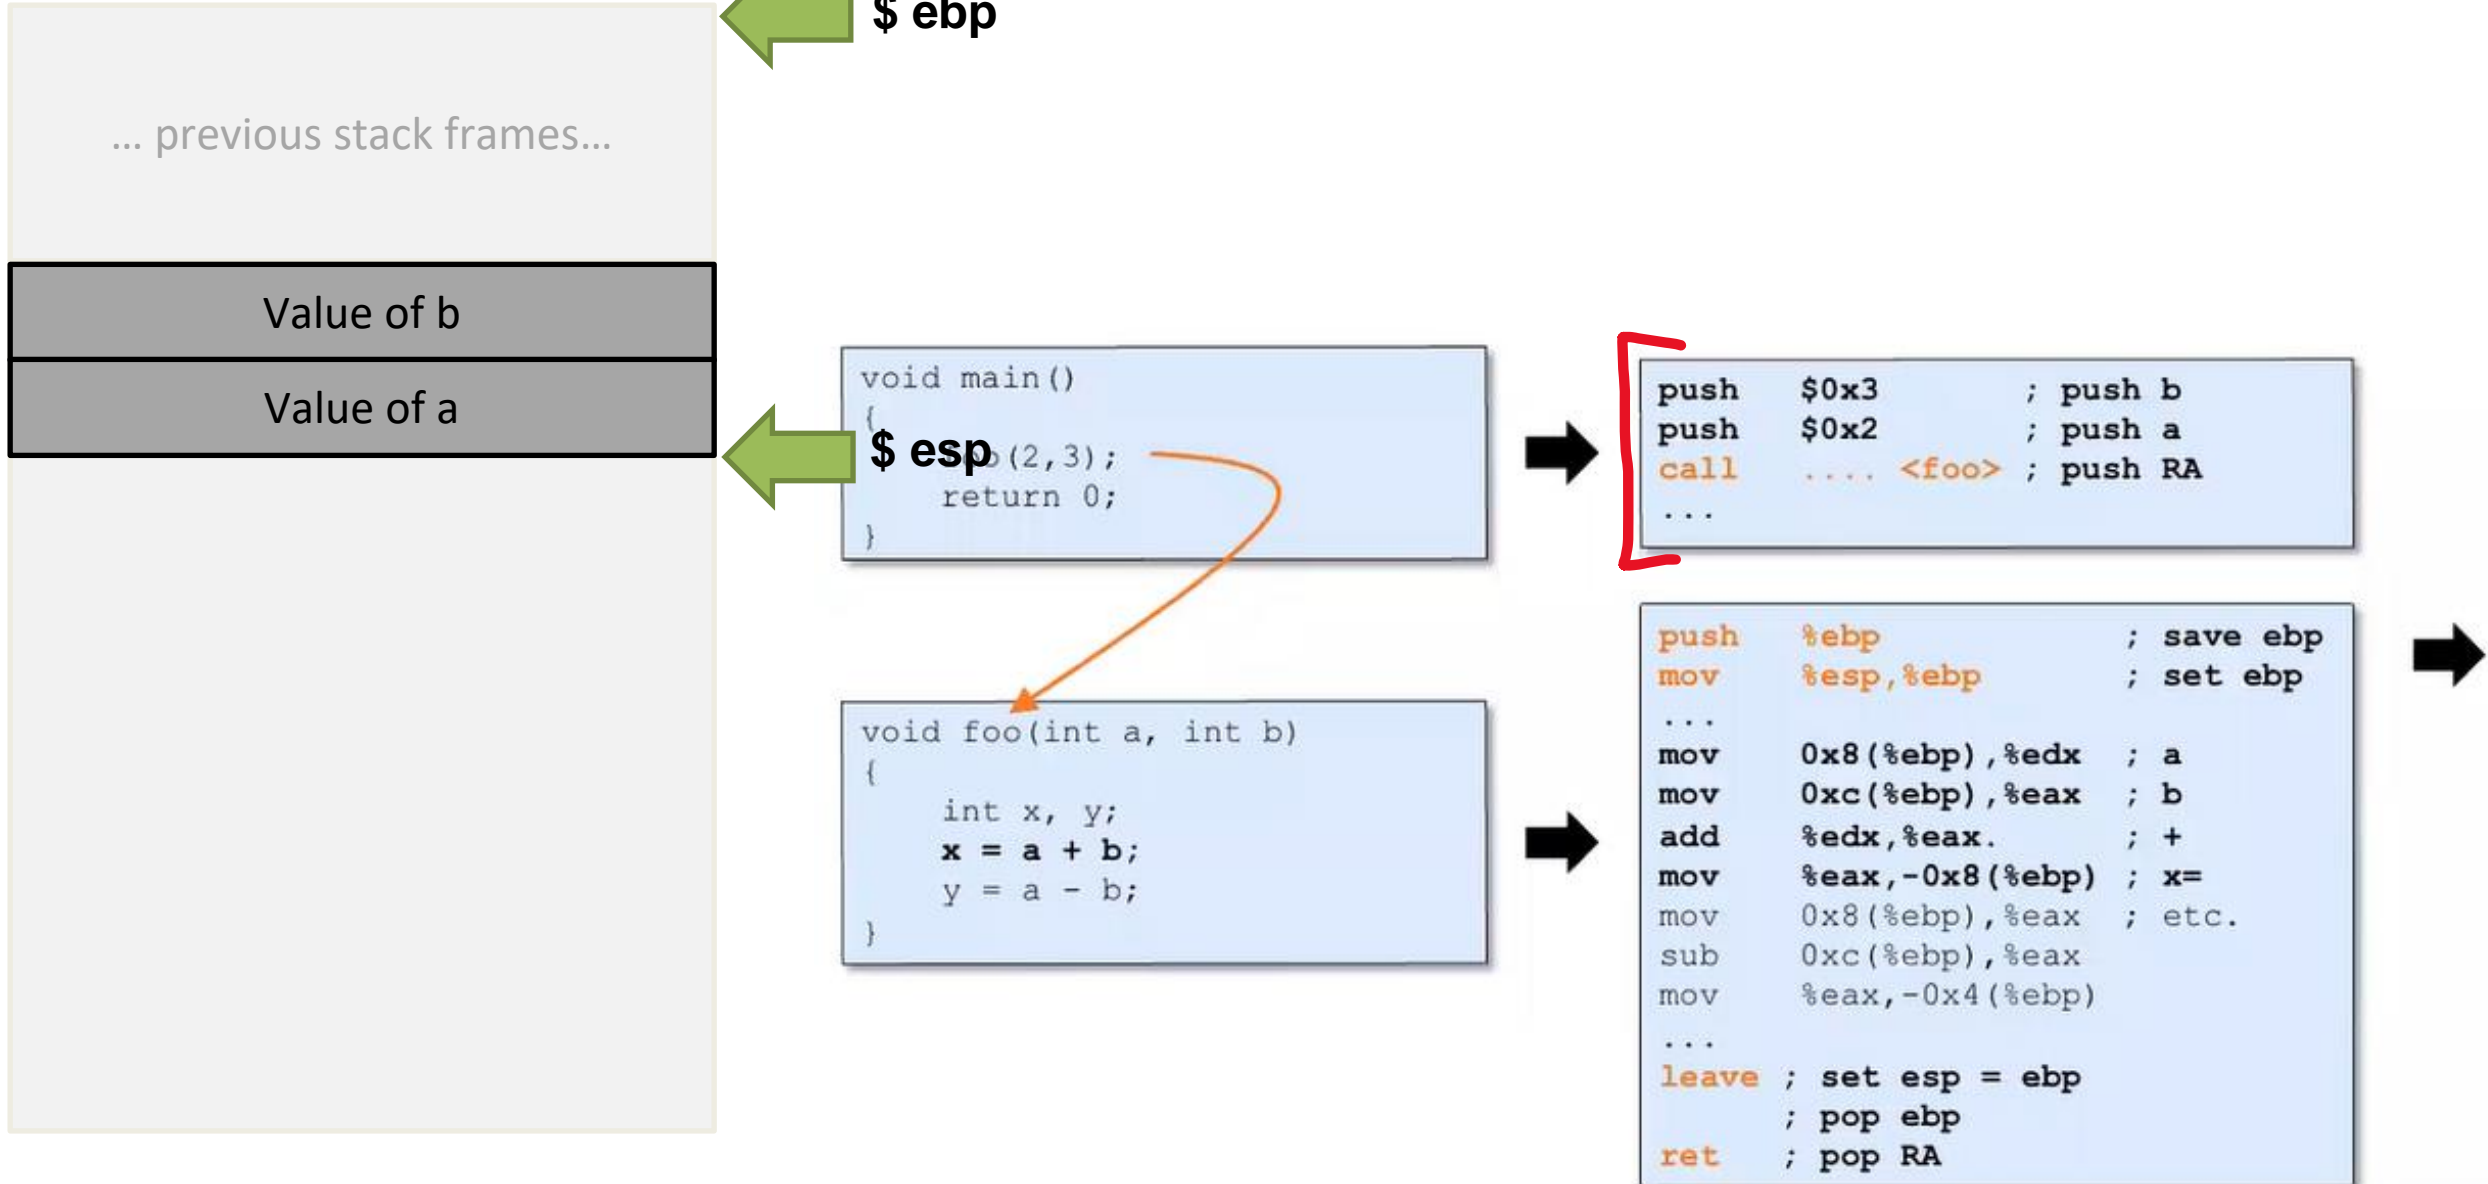 $ ebp
… previous stack frames…
Value of b
Value of a
$ esp
void main()
{
(2,3);
return 0;
}
push $0x3 ; push b
push $0x2 ; push a
call .... <foo> ; push RA
...
void foo(int a, int b)
{
int x, y;
x = a + b;
y = a - b;
}
push %ebp ; save ebp
mov %esp,%ebp ; set ebp
...
mov 0x8(%ebp),%edx ; a
mov 0xc(%ebp),%eax ; b
add %edx,%eax. ; +
mov %eax,-0x8(%ebp) ; x=
mov 0x8(%ebp),%eax ; etc.
sub 0xc(%ebp),%eax
mov %eax,-0x4(%ebp)
...
leave ; set esp = ebp
; pop ebp
ret ; pop RA